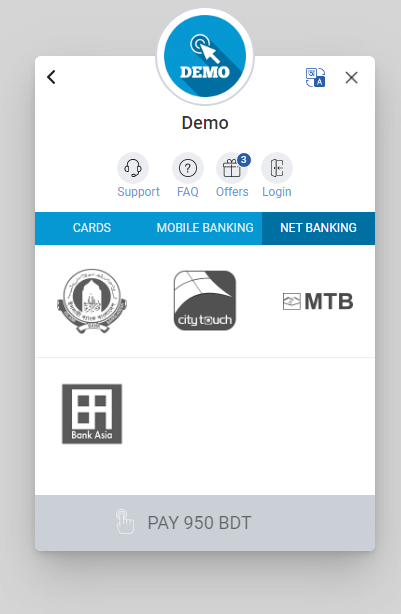 DEMO
Demo
3
Support FAQ Offers Login
CARDS MOBILE BANKING NET BANKING
city touch MTB
Bank Asia
PAY 950 BDT